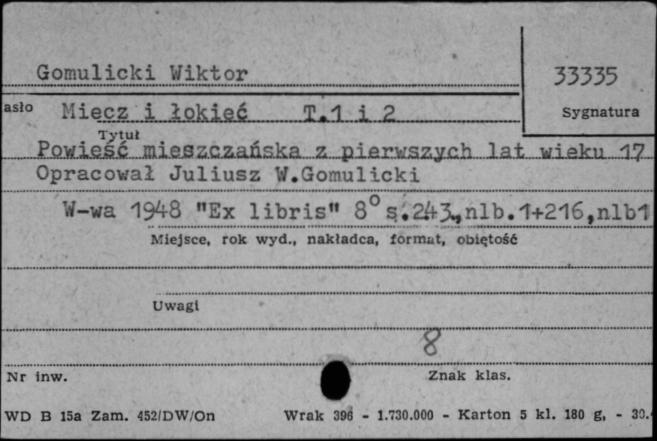 Gomulicki Wiktor
33335
asło Miecz i łokieć T.1 i 2
Sygnatura
Tytuł
Powieść mieszczańska z pierwszych lat wieku 17
Opracował Juliusz W.Gomulicki
W-wa 1948 "Ex libris" 8° s.243.,nlb.1+216,nlb1
Miejsce, rok wyd., nakładca, format, obiętość
Uwagi
8
Nr inw.
Znak klas.
WD B 15a Zam. 452/DW/On Wrak 396 - 1.730.000 - Karton 5 kl. 180 g, - 30.